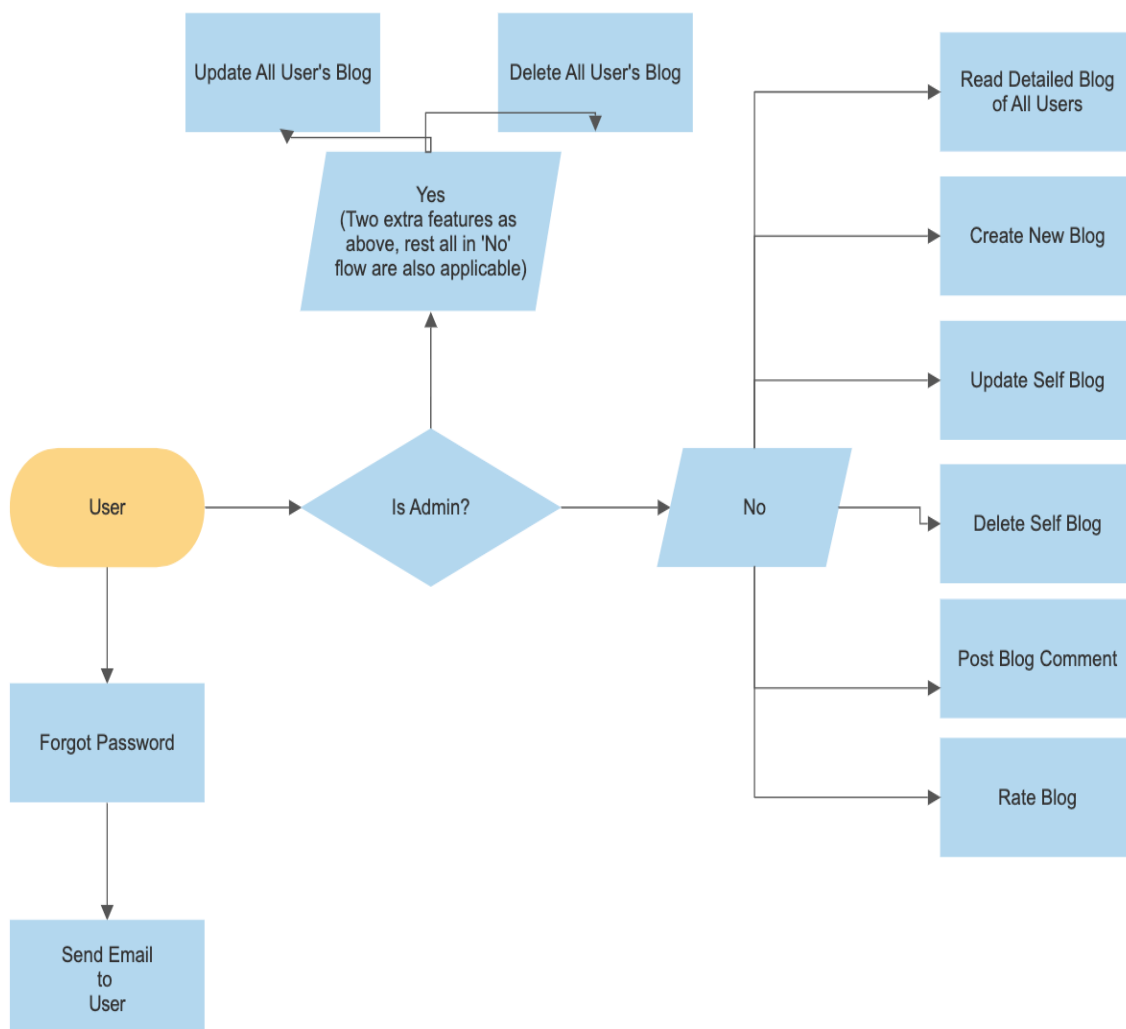 Update All User's Blog
Delete All User's Blog
Read Detailed Blog
of All Users
Yes
(Two extra features as
above, rest all in 'No'
flow are also applicable)
Create New Blog
Update Self Blog
User
Is Admin?
No
Delete Self Blog
Post Blog Comment
Forgot Password
Rate Blog
Send Email
to
User